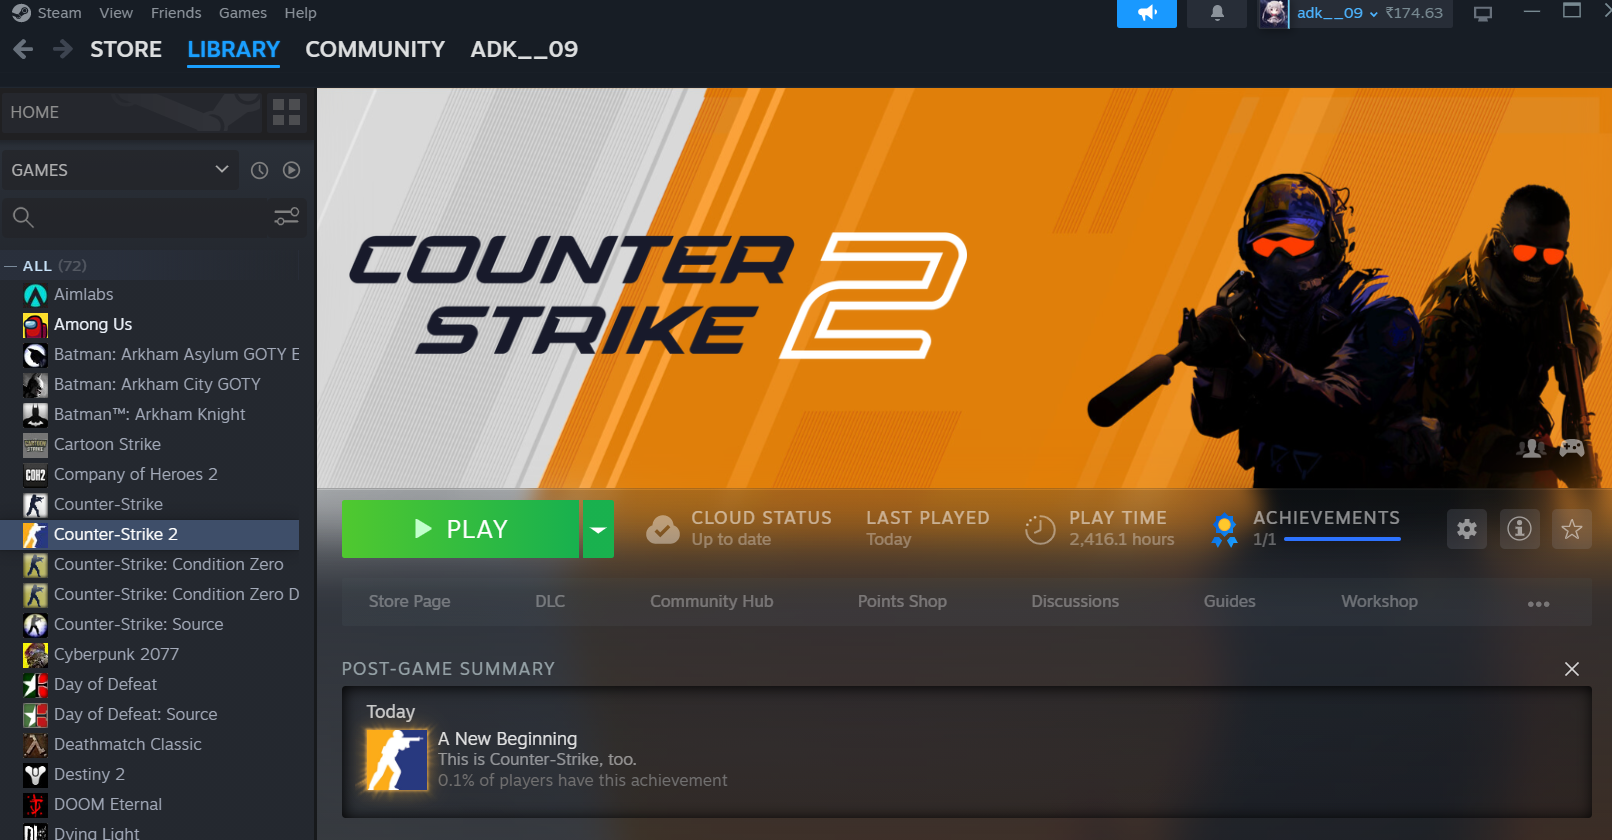 Steam View Friends Games Help
adk__09 ₹174.63
STORE LIBRARY COMMUNITY ADK__09
HOME
GAMES
ALL (72)
Aimlabs
Among Us
Batman: Arkham Asylum GOTY E
Batman: Arkham City GOTY
Batman™: Arkham Knight
Cartoon Strike
Company of Heroes 2
Counter-Strike
Counter-Strike 2
Counter-Strike: Condition Zero
Counter-Strike: Condition Zero D
Counter-Strike: Source
Cyberpunk 2077
Day of Defeat
Day of Defeat: Source
Deathmatch Classic
Destiny 2
DOOM Eternal
Dying Light
COUNTER
STRIKE 2
PLAY
CLOUD STATUS
Up to date
LAST PLAYED
Today
PLAY TIME
2,416.1 hours
ACHIEVEMENTS
1/1
Store Page DLC Community Hub Points Shop Discussions Guides Workshop
POST-GAME SUMMARY
Today
A New Beginning
This is Counter-Strike, too.
0.1% of players have this achievement